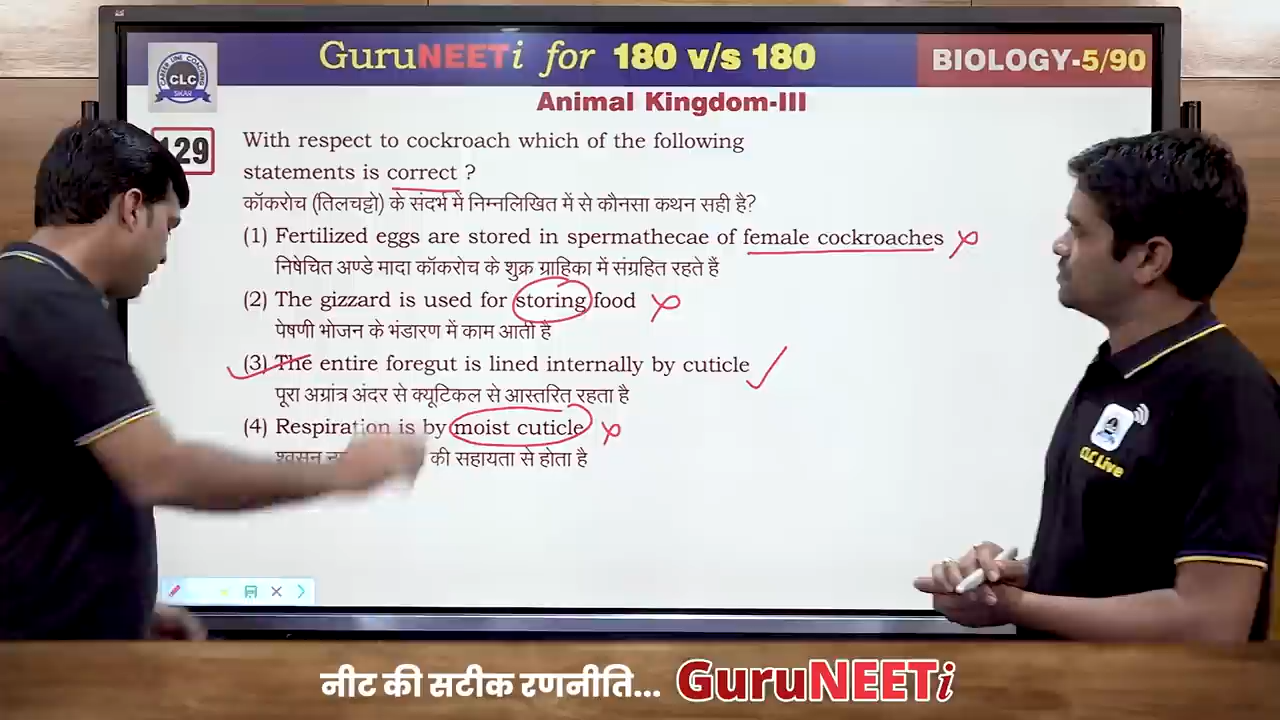 GuruNEETi for 180 v/s 180
BIOLOGY-5/90
CLC
SIKAR
Animal Kingdom-III
129
With respect to cockroach which of the following
statements is correct ?
कॉकरोच (तिलचट्टो) के संदर्भ में निम्नलिखित में से कौनसा कथन सही है?
(1) Fertilized eggs are stored in spermathecae of female cockroaches
निषेचित अण्डे मादा कॉकरोच के शुक्र ग्राहिका में संग्रहित रहते हैं
(2) The gizzard is used for storing food
पेषणी भोजन के भंडारण में काम आती है
(3) The entire foregut is lined internally by cuticle
पूरा अग्रांत्र अंदर से क्यूटिकल से आस्तरित रहता है
(4) Respiration is by moist cuticle
श्वसन की सहायता से होता है
CLC Live
नीट की सटीक रणनीति... GuruNEETi